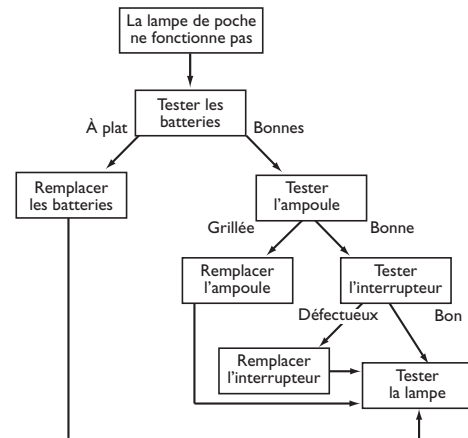 La lampe de poche
ne fonctionne pas
Tester les
batteries
À plat
Bonnes
Remplacer
les batteries
Tester
l'ampoule
Grillée
Bonne
Remplacer
l'ampoule
Tester
l'interrupteur
Défectueux
Bon
Remplacer
l'interrupteur
Tester
la lampe